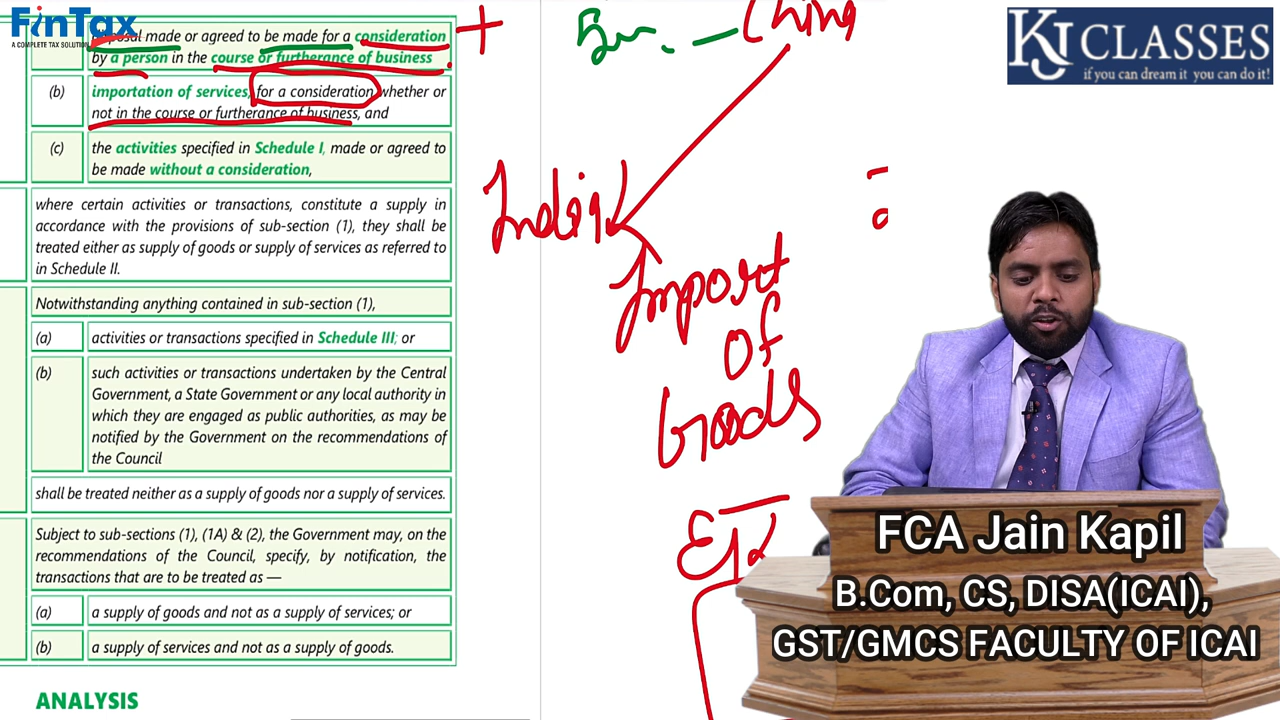 FinTax
A COMPLETE TAX SOLUTION
made or agreed to be made for a consideration
by a person in the course or furtherance of business
(b) importation of services, for a consideration whether or
not in the course or furtherance of business, and
(c) the activities specified in Schedule I, made or agreed to
be made without a consideration,
where certain activities or transactions, constitute a supply in
accordance with the provisions of sub-section (1), they shall be
treated either as supply of goods or supply of services as referred to
in Schedule II.
Notwithstanding anything contained in sub-section (1),
(a) activities or transactions specified in Schedule III; or
(b) such activities or transactions undertaken by the Central
Government, a State Government or any local authority in
which they are engaged as public authorities, as may be
notified by the Government on the recommendations of
the Council
shall be treated neither as a supply of goods nor a supply of services.
Subject to sub-sections (1), (1A) & (2), the Government may, on the
recommendations of the Council, specify, by notification, the
transactions that are to be treated as —
(a) a supply of goods and not as a supply of services; or
(b) a supply of services and not as a supply of goods.
ANALYSIS
+
China
India
Import
of
Goods
KJ CLASSES
if you can dream it you can do it!
FCA Jain Kapil
B.Com, CS, DISA(ICAI),
GST/GMCS FACULTY OF ICAI